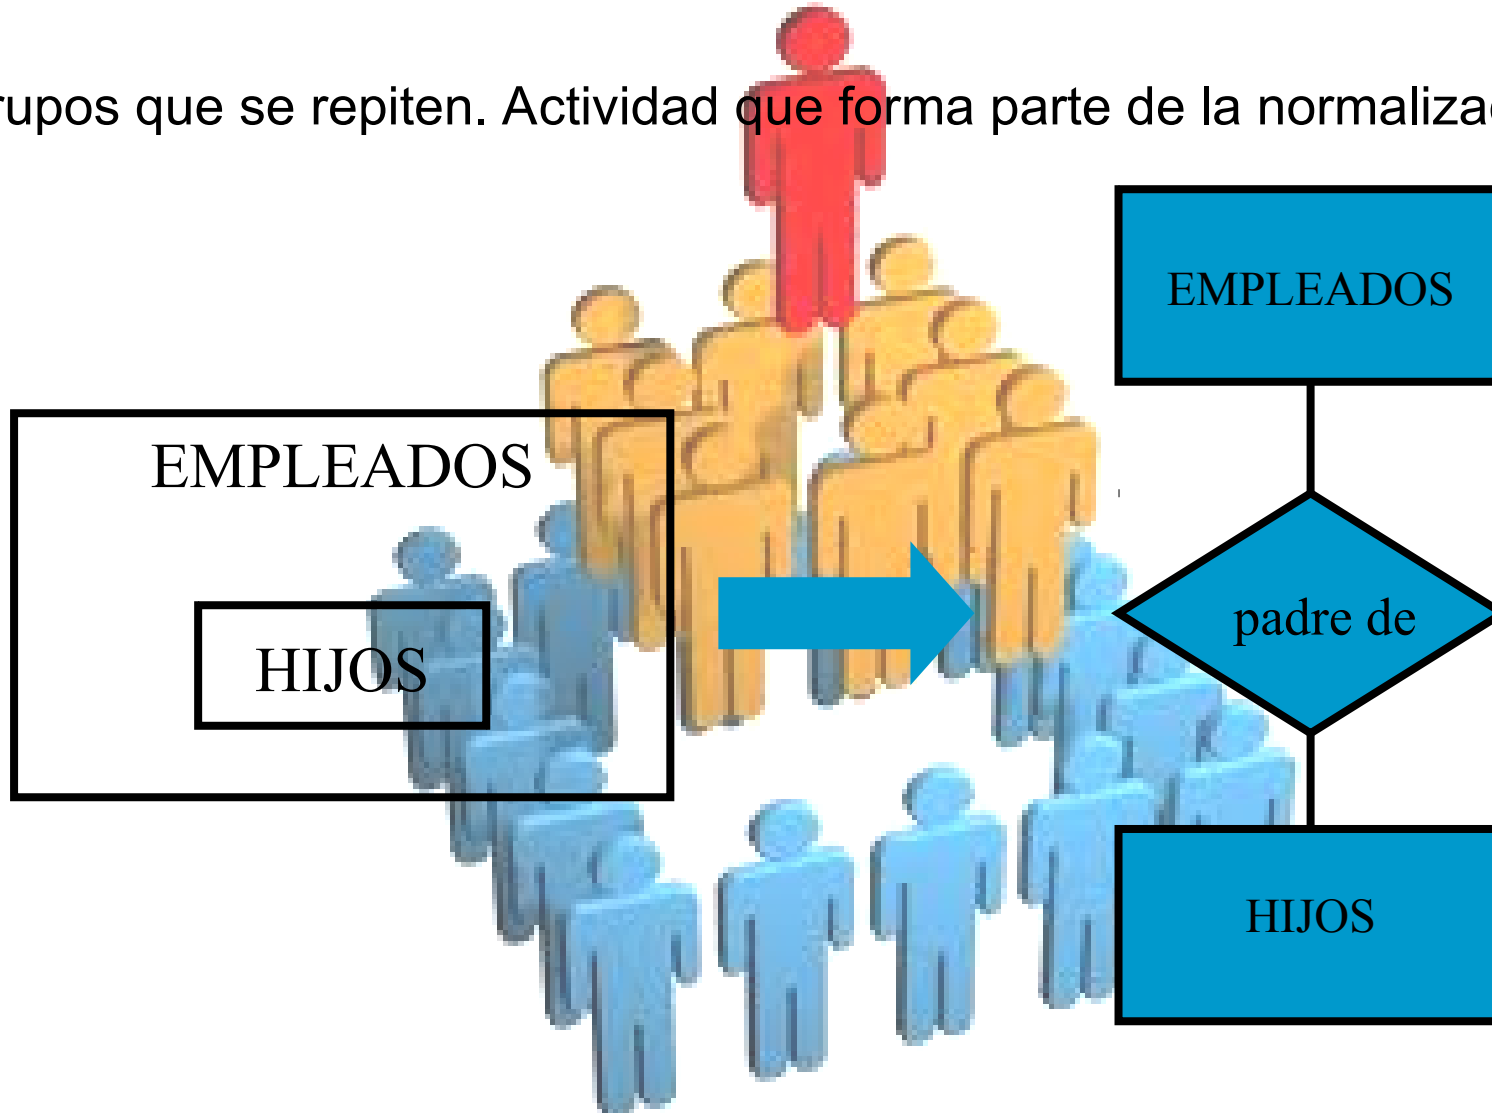 rupos que se repiten. Actividad que forma parte de la normaliza
EMPLEADOS
HIJOS
EMPLEADOS
padre de
HIJOS